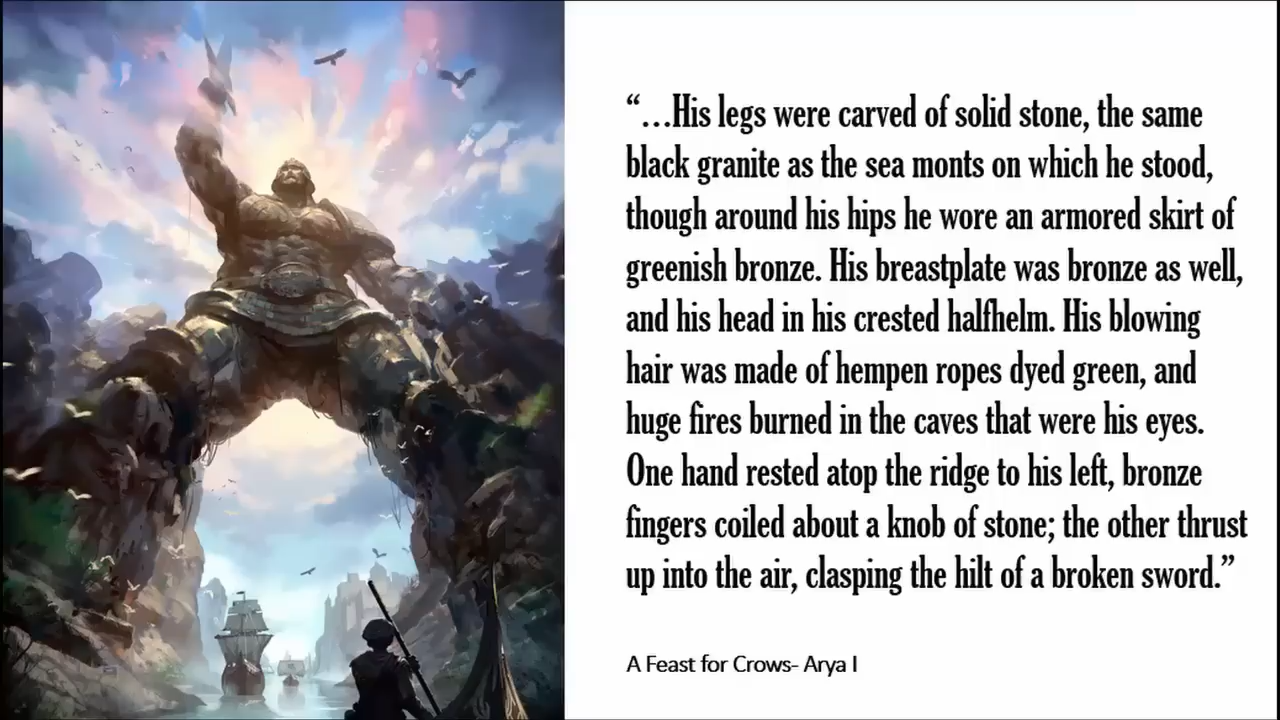 “…His legs were carved of solid stone, the same
black granite as the sea monts on which he stood,
though around his hips he wore an armored skirt of
greenish bronze. His breastplate was bronze as well,
and his head in his crested halfhelm. His blowing
hair was made of hempen ropes dyed green, and
huge fires burned in the caves that were his eyes.
One hand rested atop the ridge to his left, bronze
fingers coiled about a knob of stone; the other thrust
up into the air, clasping the hilt of a broken sword.”
A Feast for Crows- Arya I